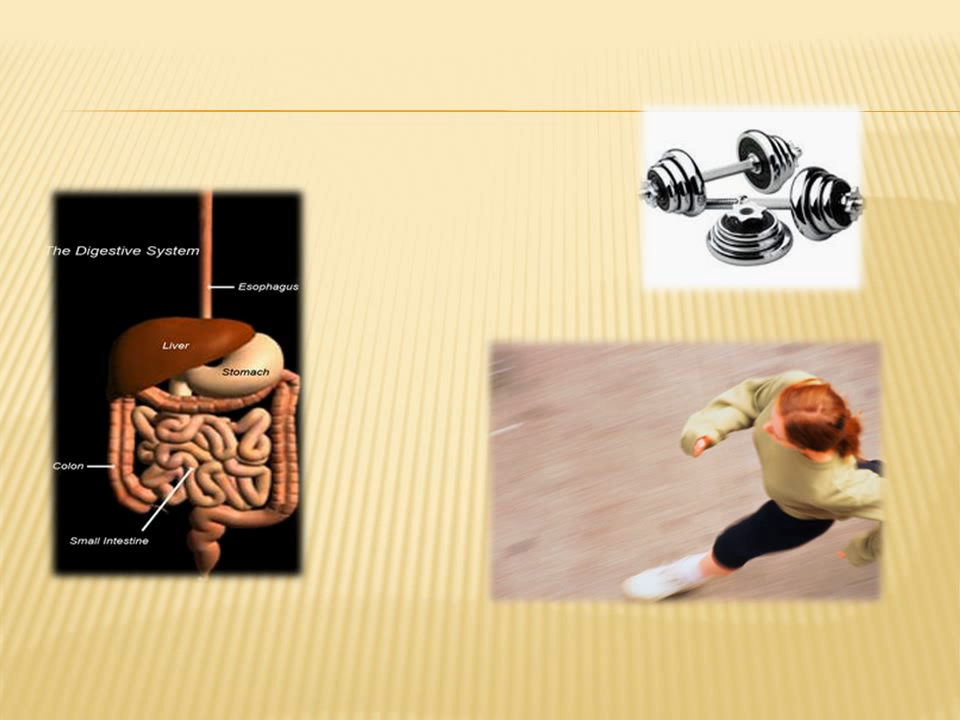 The Digestive System
Esophagus
Liver
Stomach
Colon
Small Intestine